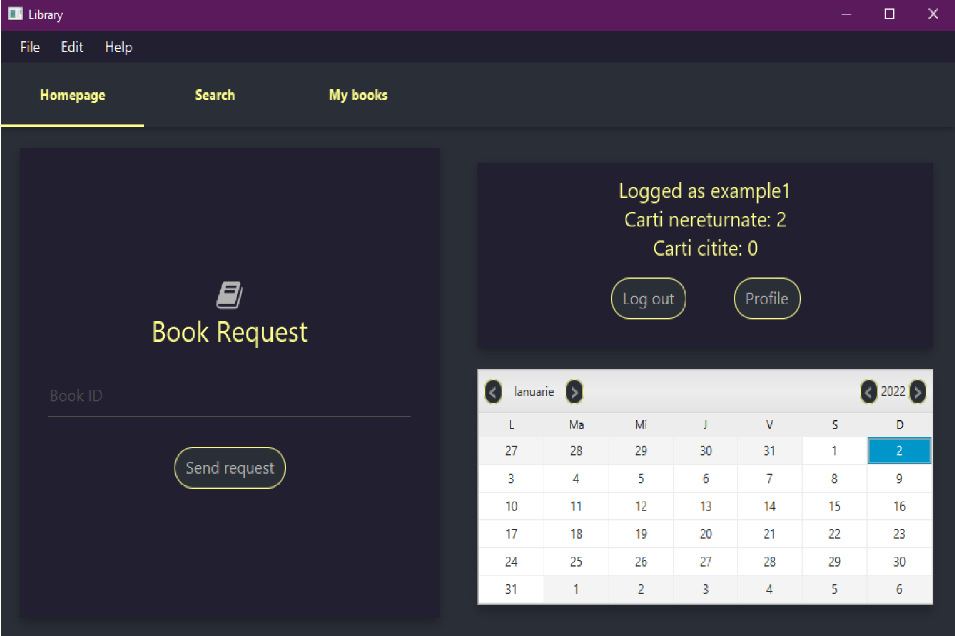 Library
File Edit Help
Homepage Search My books
Book Request
Book ID
Send request
Logged as example1
Carti nereturnate: 2
Carti citite: 0
Log out Profile
Ianuarie 2022
L Ma Mi J V S D
27 28 29 30 31 1 2
3 4 5 6 7 8 9
10 11 12 13 14 15 16
17 18 19 20 21 22 23
24 25 26 27 28 29 30
31 1 2 3 4 5 6